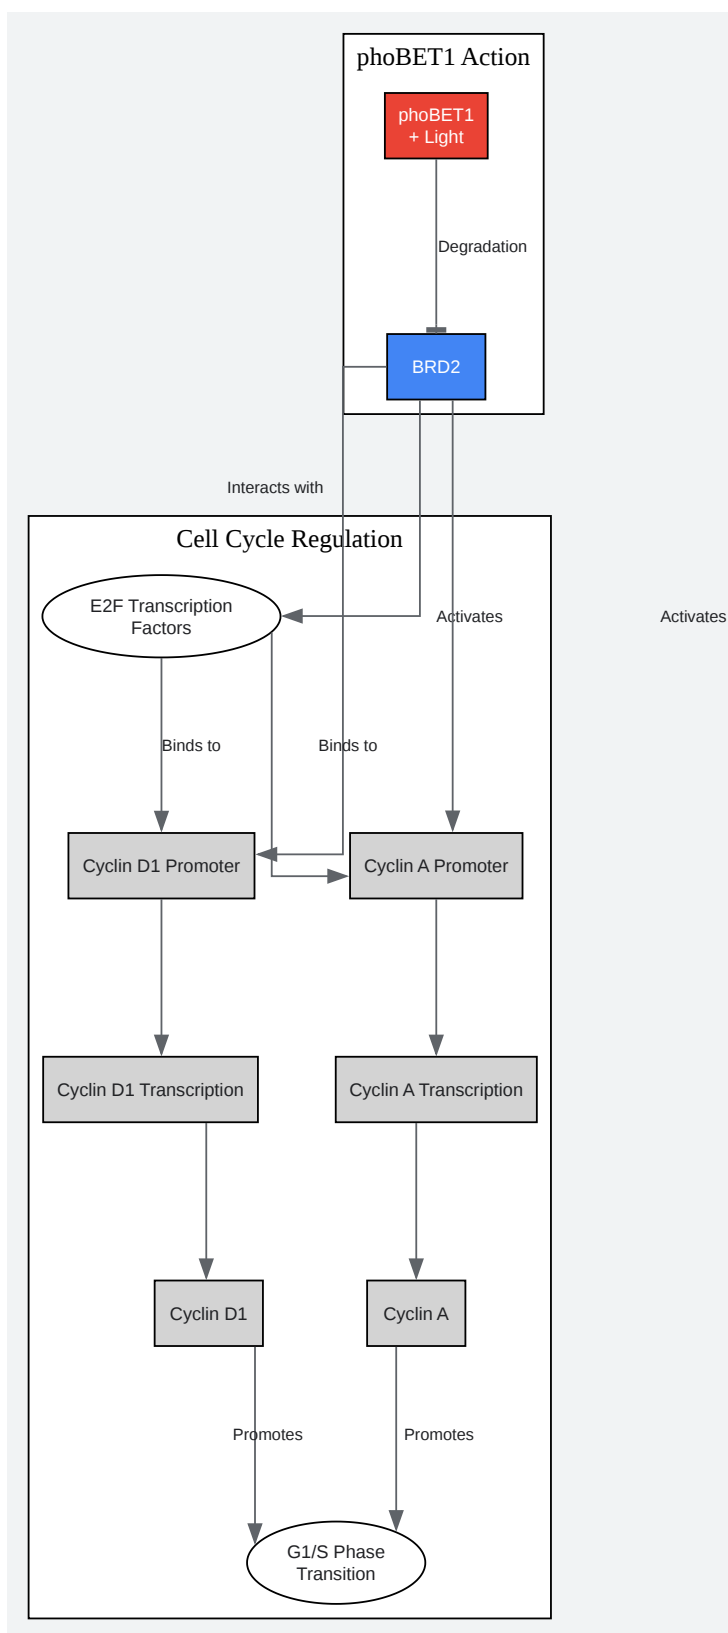 phoBET1 Action
phoBET1
+ Light
Degradation
BRD2
Interacts with
Cell Cycle Regulation
E2F Transcription
Factors
Activates
Activates
Binds to
Binds to
Cyclin D1 Promoter
Cyclin A Promoter
Cyclin D1 Transcription
Cyclin A Transcription
Cyclin D1
Cyclin A
Promotes
Promotes
G1/S Phase
Transition